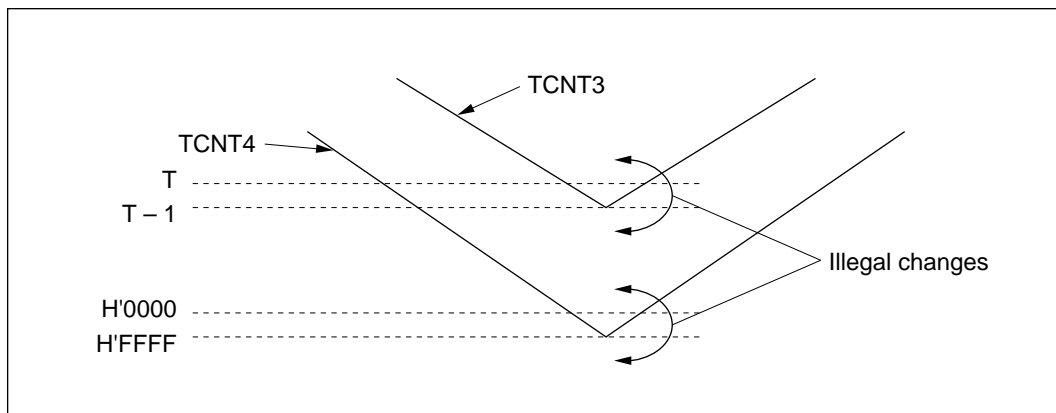 TCNT3
TCNT4
T
T – 1
Illegal changes
H'0000
H'FFFF